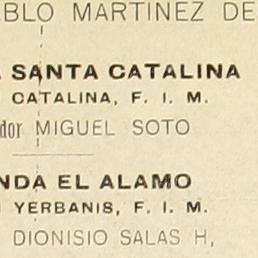 BLO MARTINEZ DE
SANTA CATALINA
CATALINA, F. I. M.
dor MIGUEL SOTO
NDA EL ALAMO
YERBANIS, F. I. M.
DIONISIO SALAS H,